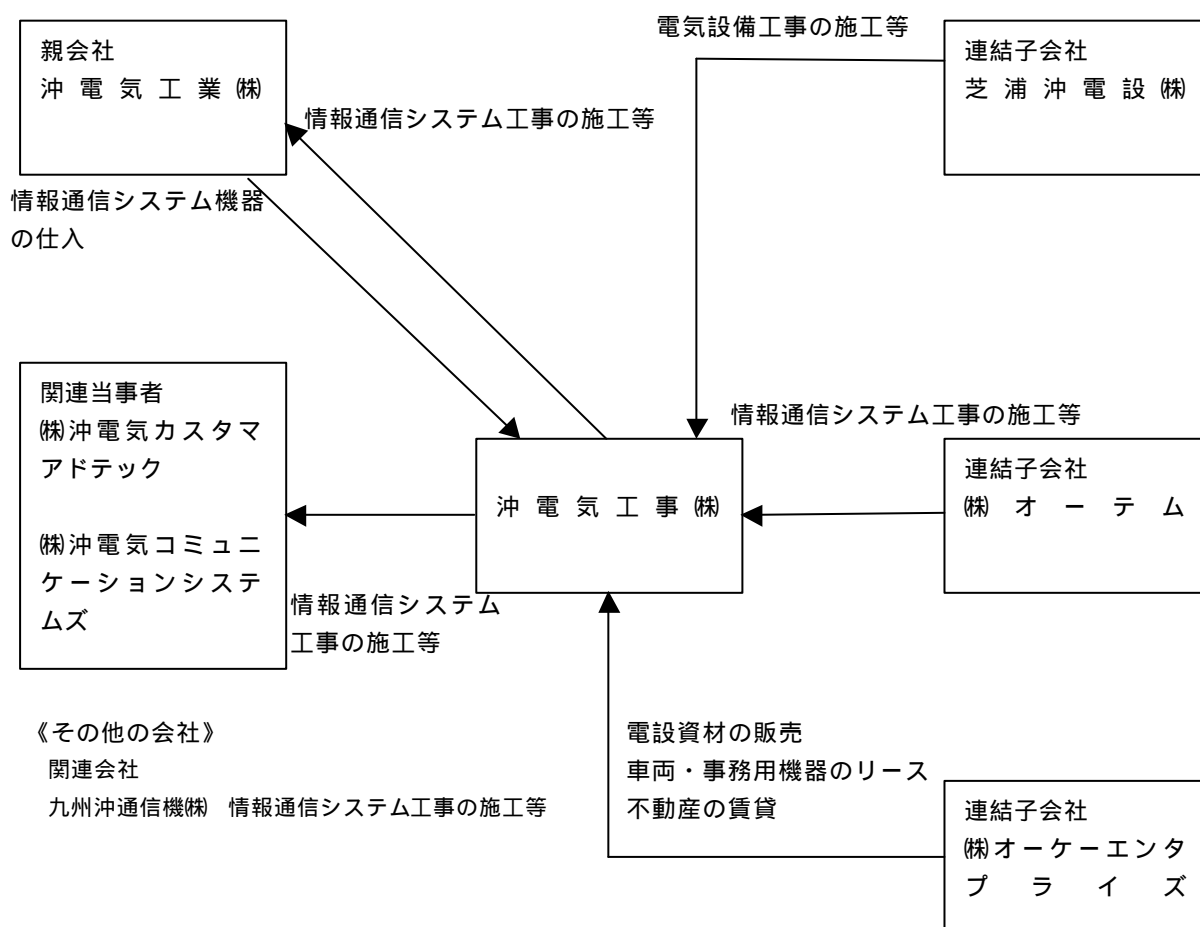 電気設備工事の施工等
親会社
沖電気工業㈱
連結子会社
芝浦沖電設㈱
情報通信システム工事の施工等
情報通信システム機器
の仕入
関連当事者
㈱沖電気カスタマ
アドテック
㈱沖電気コミュニ
ケーションシステ
ムズ
情報通信システム工事の施工等
沖電気工事㈱
連結子会社
㈱オーテム
情報通信システム
工事の施工等
《その他の会社》
関連会社
九州沖通信機㈱ 情報通信システム工事の施工等
電設資材の販売
車両・事務用機器のリース
不動産の賃貸
連結子会社
㈱オーケーエンタ
プライズ